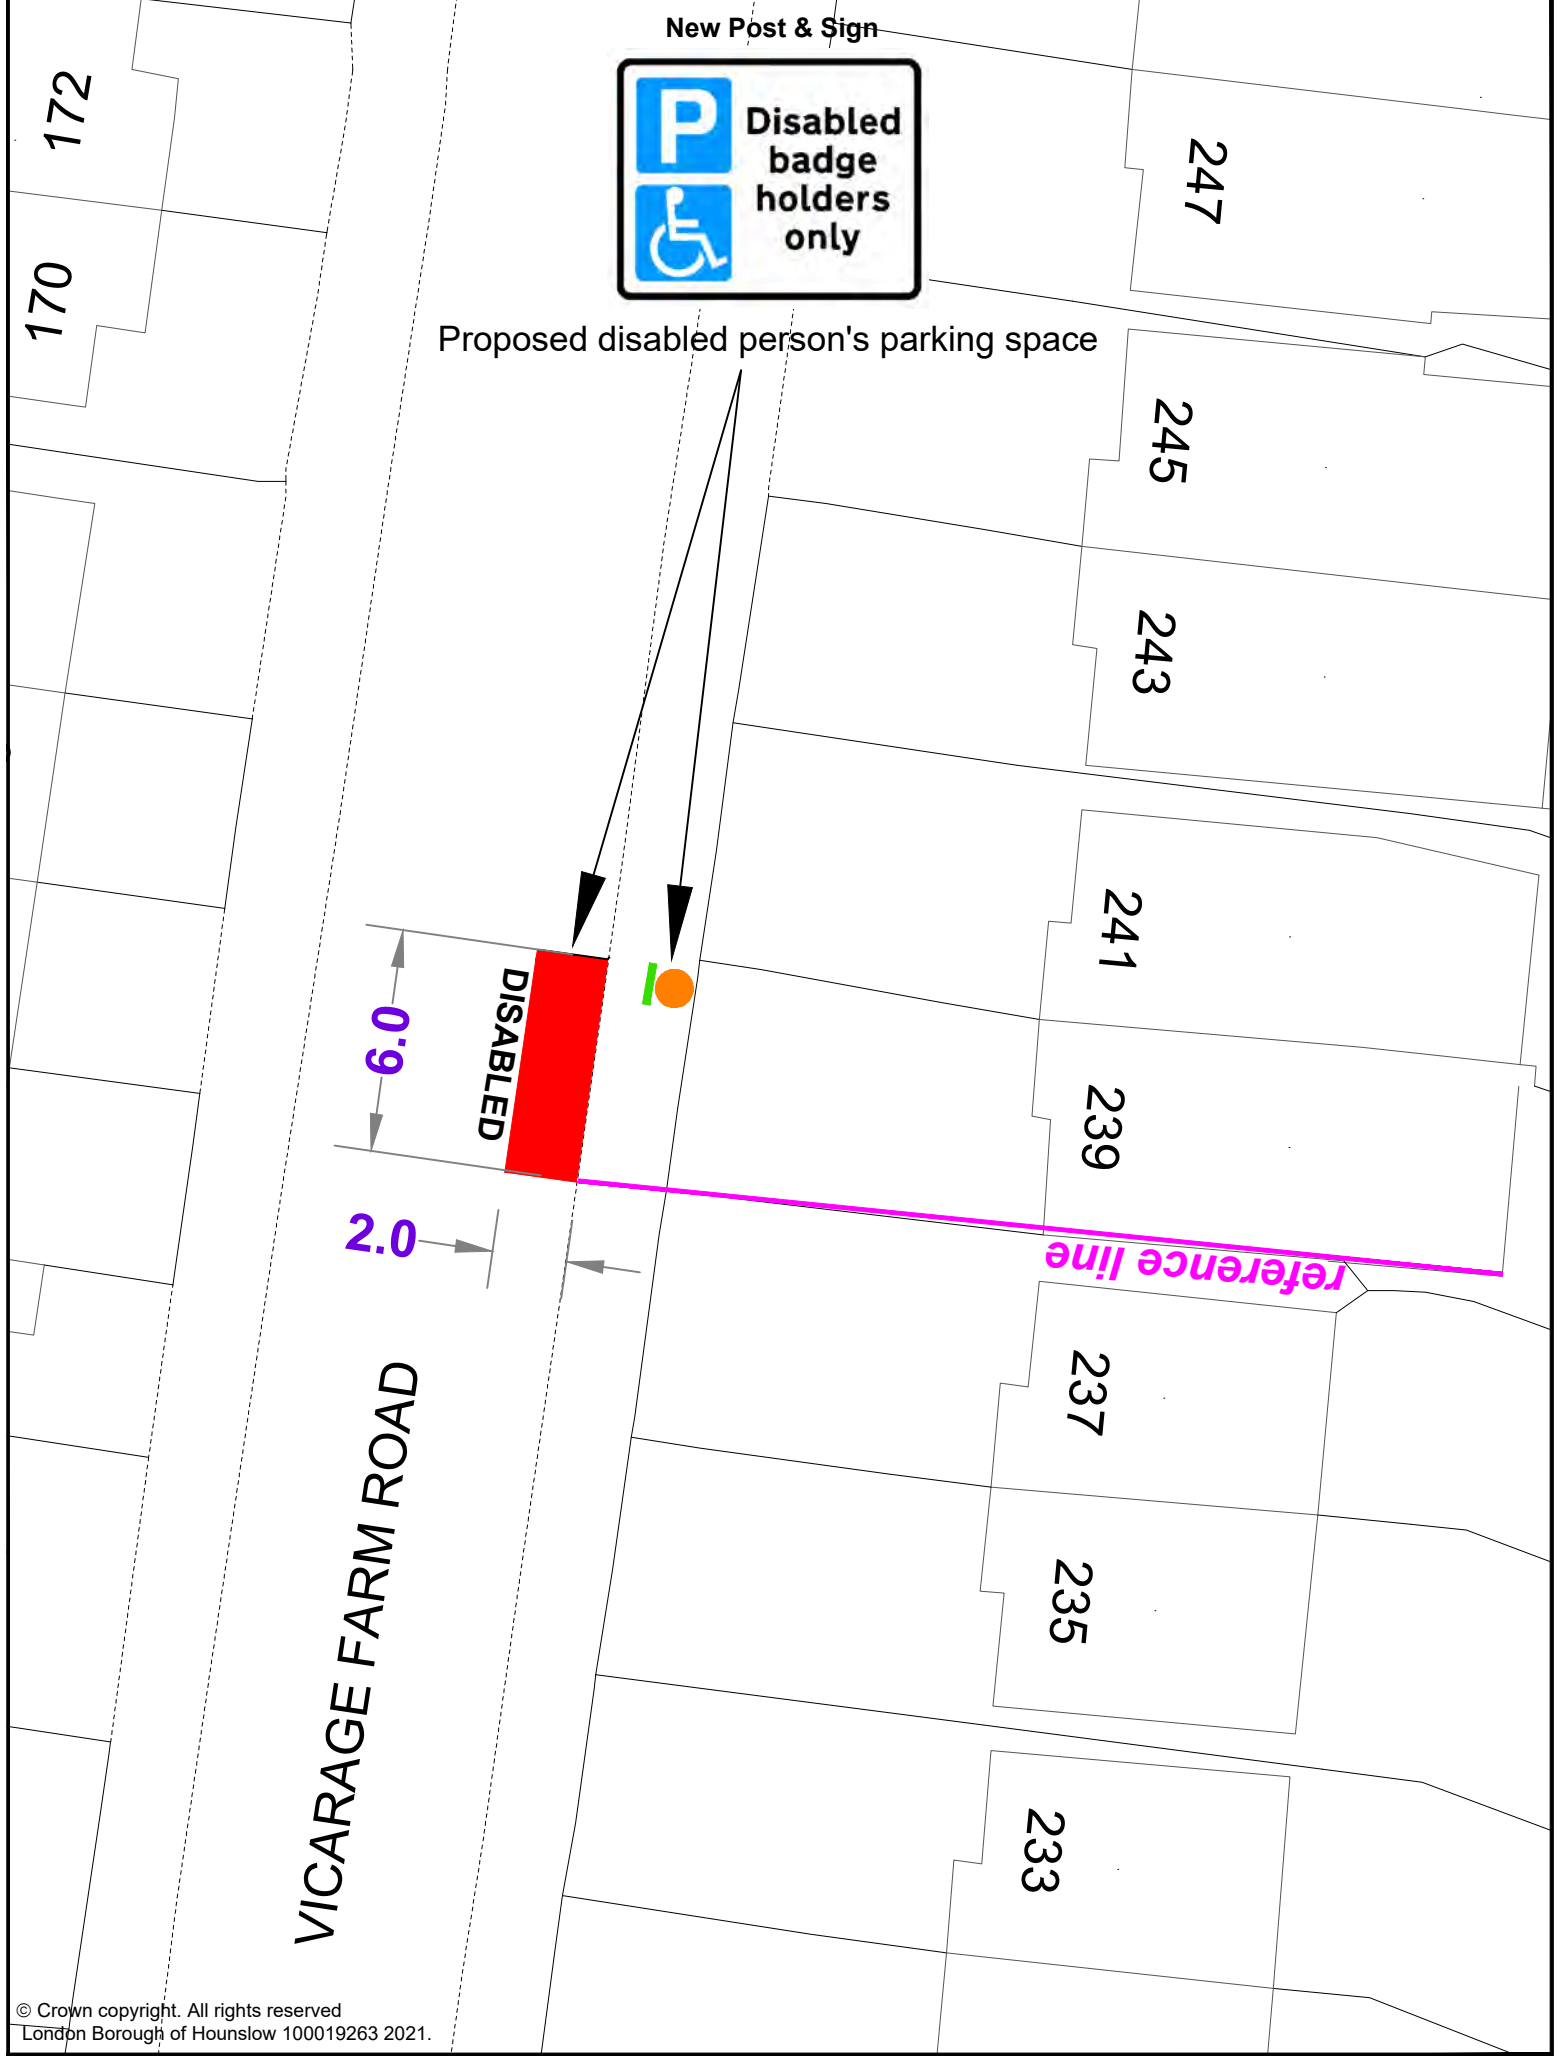 New Post & Sign
P
Disabled
badge
holders
only
Proposed disabled person's parking space
172
170
247
245
243
241
239
237
235
233
DISABLED
6.0
2.0
reference line
VICARAGE FARM ROAD
© Crown copyright. All rights reserved
London Borough of Hounslow 100019263 2021.